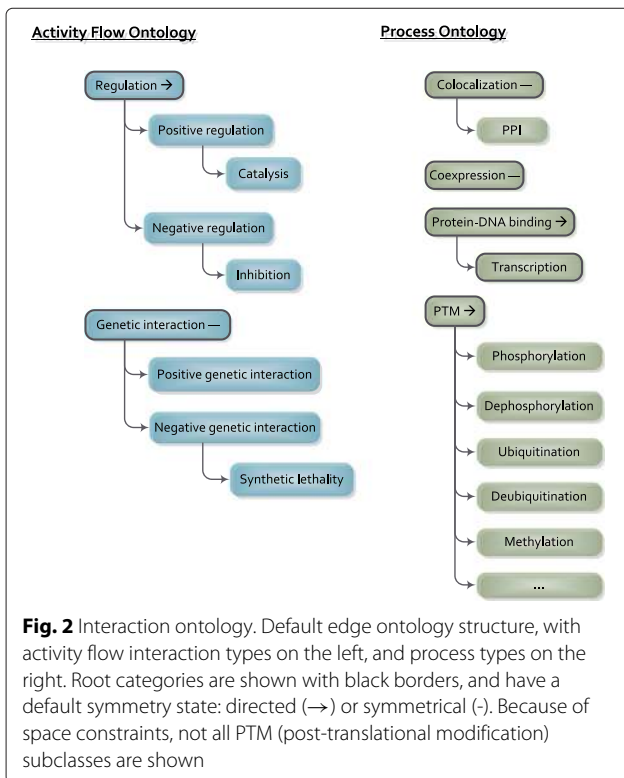 Activity Flow Ontology
Regulation →
Positive regulation
Catalysis
Negative regulation
Inhibition
Genetic interaction —
Positive genetic interaction
Negative genetic interaction
Synthetic lethality
Process Ontology
Colocalization —
PPI
Coexpression —
Protein-DNA binding →
Transcription
PTM →
Phosphorylation
Dephosphorylation
Ubiquitination
Deubiquitination
Methylation
...
Fig. 2 Interaction ontology. Default edge ontology structure, with
activity flow interaction types on the left, and process types on the
right. Root categories are shown with black borders, and have a
default symmetry state: directed (→) or symmetrical (-). Because of
space constraints, not all PTM (post-translational modification)
subclasses are shown